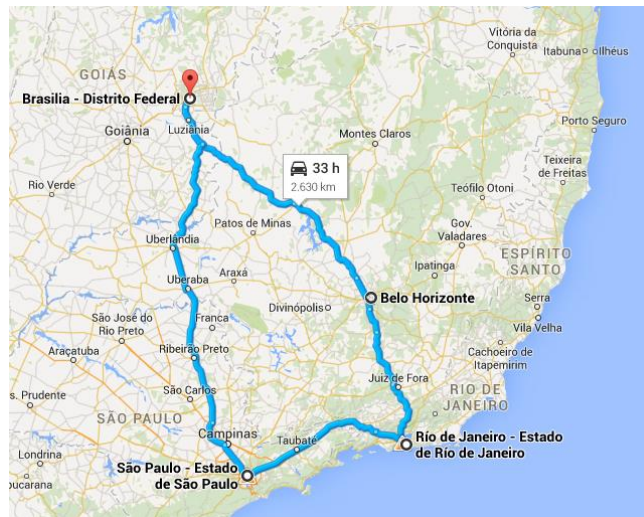 Vitória da
Conquista
Itabuna
Ilhéus
GOIÁS
Brasilia - Distrito Federal
Luziânia
Goiânia
Montes Claros
Porto Seguro
33 h
2.630 km
Teixeira
de Freitas
Rio Verde
Teófilo Otoni
Patos de Minas
Gov.
Valadares
Uberlândia
ESPÍRITO
SANTO
Ipatinga
Araxá
Uberaba
Belo Horizonte
Divinópolis
Serra
São José do
Rio Preto
Franca
Vila Velha
Araçatuba
Ribeirão Preto
Cachoeiro de
Itapemirim
Juiz de Fora
São Carlos
RIO DE
JANEIRO
s. Prudente
SÃO PAULO
Campinas
Taubaté
Río de Janeiro - Estado
de Río de Janeiro
Londrina
São Paulo - Estado
de São Paulo
pucarana